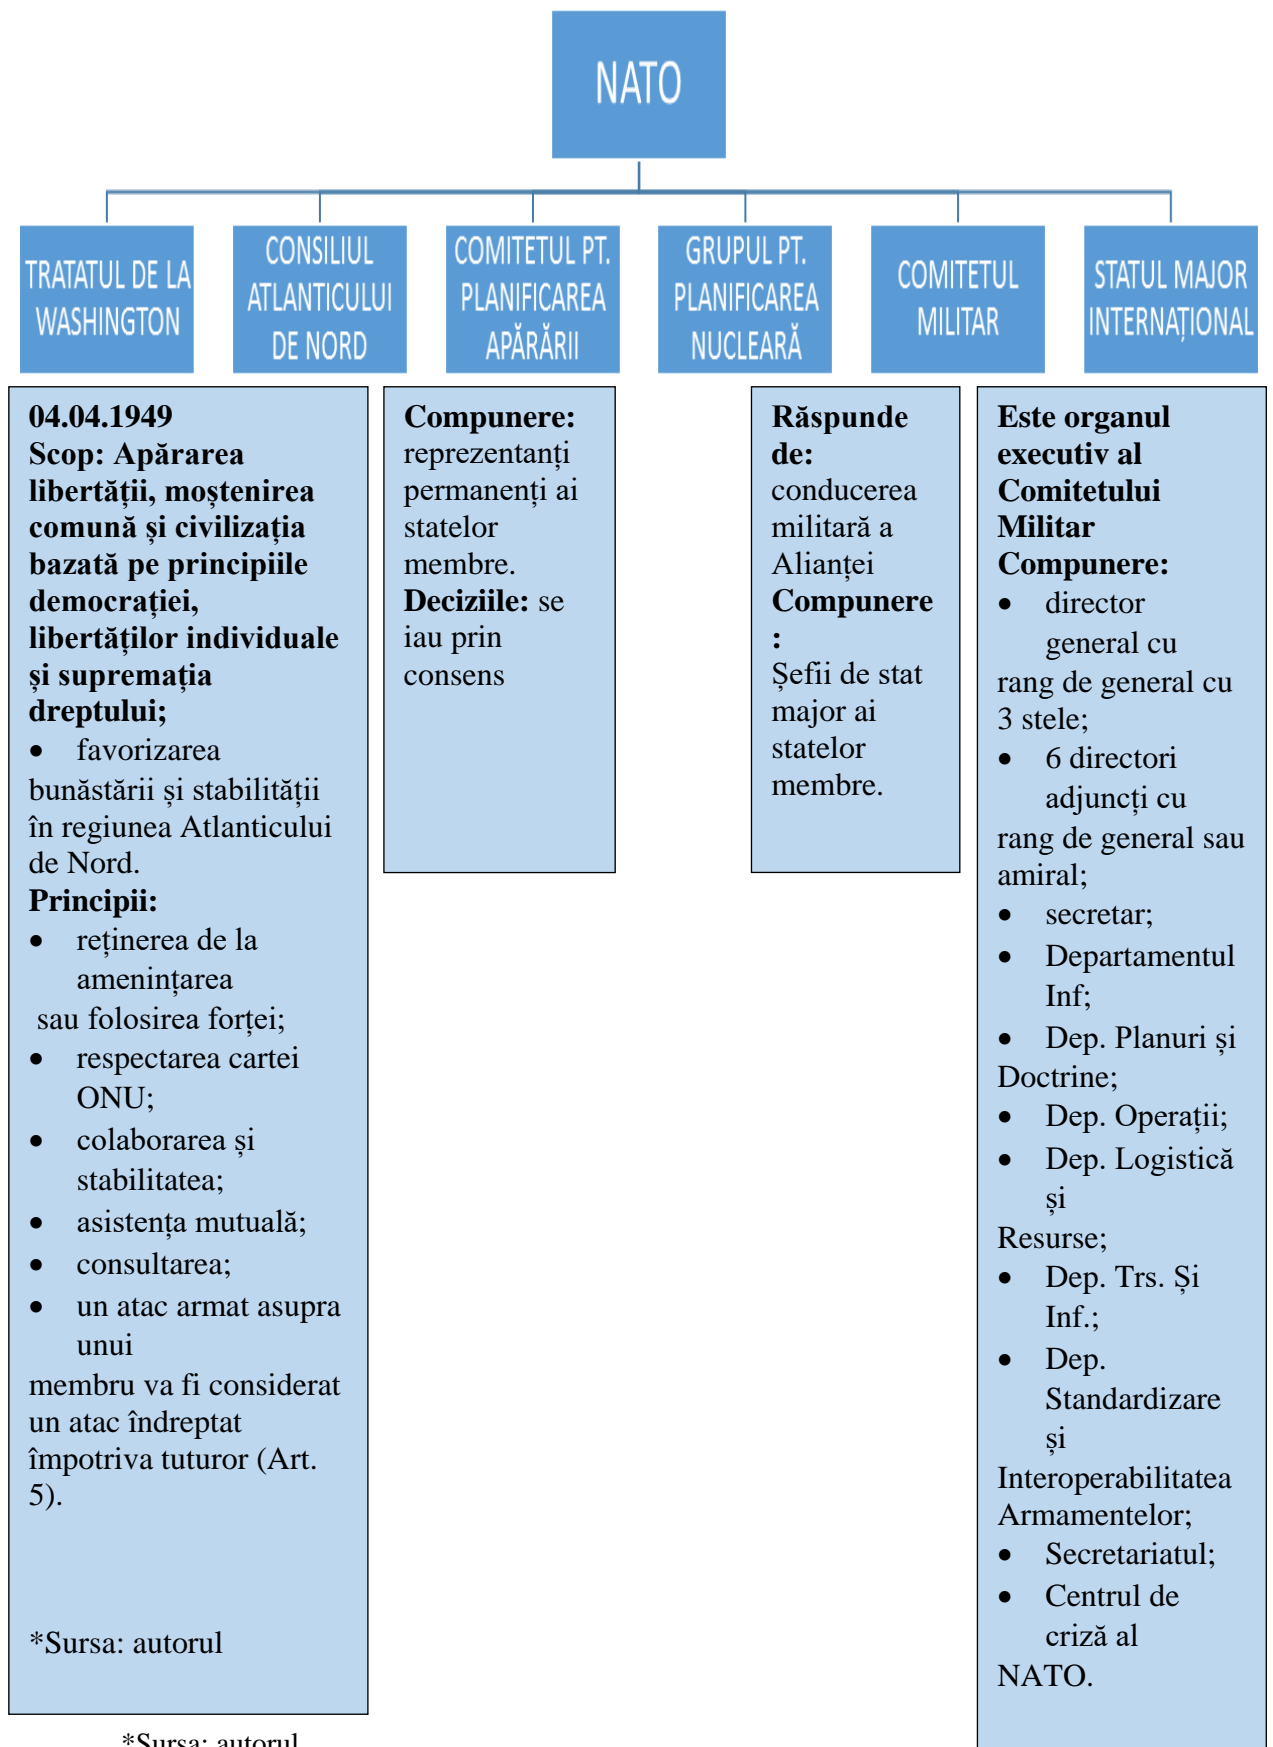 NATO
TRATATUL DE LA
WASHINGTON
CONSILIUL
ATLANTICULUI
DE NORD
COMITETUL PT.
PLANIFICAREA
APĂRĂRII
GRUPUL PT.
PLANIFICAREA
NUCLEARĂ
COMITETUL
MILITAR
STATUL MAJOR
INTERNAȚIONAL
04.04.1949
Scop: Apărarea
libertății, moștenirea
comună și civilizația
bazată pe principiile
democrației,
libertăților individuale
și supremația
dreptului;
• favorizarea
bunăstării și stabilității
în regiunea Atlanticului
de Nord.
Principii:
• reținerea de la
amenințarea
sau folosirea forței;
• respectarea cartei
ONU;
• colaborarea și
stabilitatea;
• asistența mutuală;
• consultarea;
• un atac armat asupra
unui
membru va fi considerat
un atac îndreptat
împotriva tuturor (Art.
5).
*Sursa: autorul
Compunere:
reprezentanți
permanenți ai
statelor
membre.
Deciziile: se
iau prin
consens
Răspunde
de:
conducerea
militară a
Alianței
Compunere
:
Șefii de stat
major ai
statelor
membre.
Este organul
executiv al
Comitetului
Militar
Compunere:
• director
general cu
rang de general cu
3 stele;
• 6 directori
adjuncți cu
rang de general sau
amiral;
• secretar;
• Departamentul
Inf;
• Dep. Planuri și
Doctrine;
• Dep. Operații;
• Dep. Logistică
și
Resurse;
• Dep. Trs. Și
Inf.;
• Dep.
Standardizare
și
Interoperabilitatea
Armamentelor;
• Secretariatul;
• Centrul de
criză al
NATO.
*Sursa: autorul